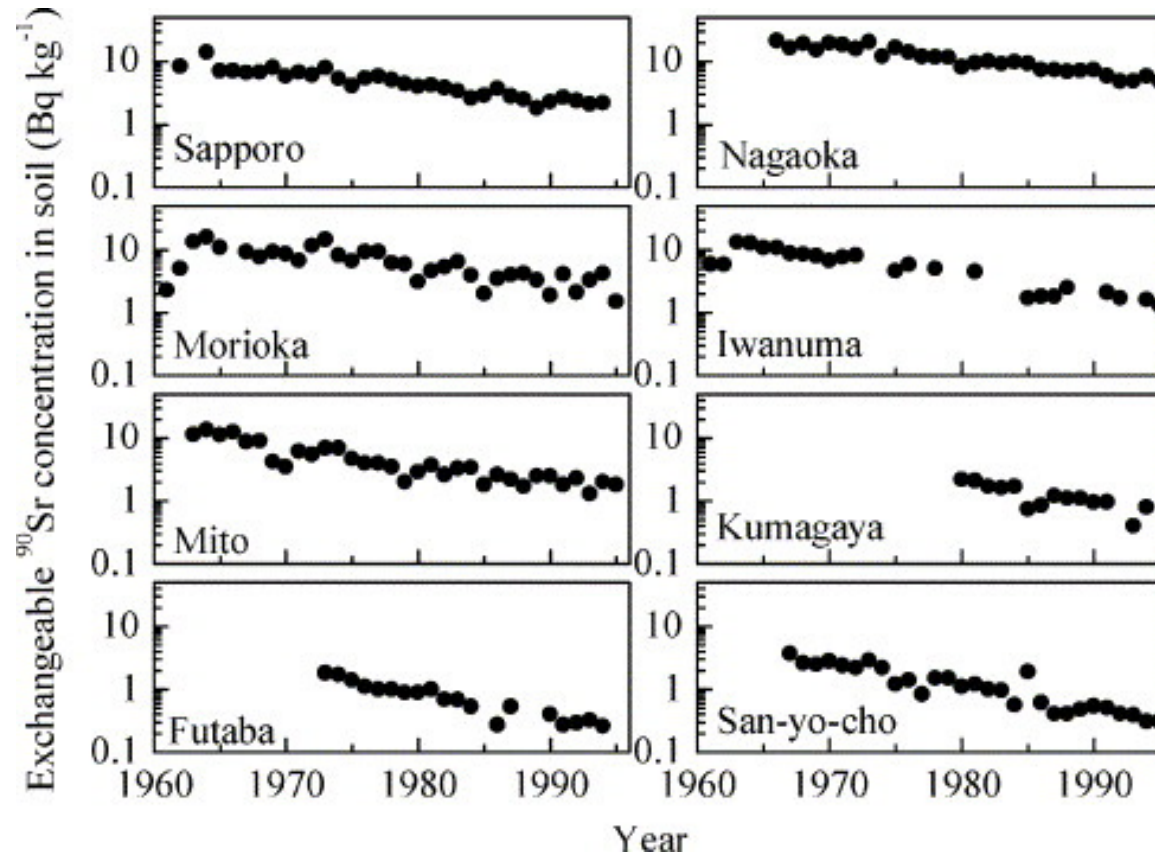 Exchangeable ⁹⁰Sr concentration in soil (Bq kg⁻¹)
10
1
0.1
Sapporo
10
1
0.1
Nagaoka
10
1
0.1
Morioka
10
1
0.1
Iwanuma
10
1
0.1
Mito
10
1
0.1
Kumagaya
10
1
0.1
Futaba
10
1
0.1
San-yo-cho
1960 1970 1980 1990
1960 1970 1980 1990
Year